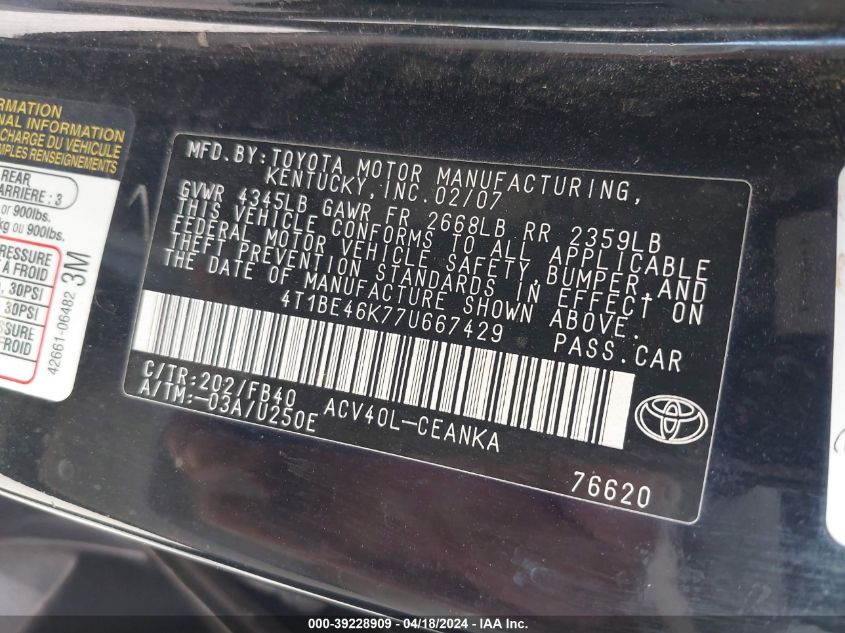 RMATION
NAL INFORMATION
CHARGE DU VÉHICULE
MPLES RENSEIGNEMENTS
REAR
ARRIÈRE : 3
or 900lbs.
kg ou 900lbs.
PRESSURE
À FROID
30PSI
30PSI
SSURE
FROID
42661-06482 3M
MFD.BY:TOYOTA MOTOR MANUFACTURING,
KENTUCKY,INC.02/07
GVWR 4345LB GAWR FR 2668LB RR 2359LB
THIS VEHICLE CONFORMS TO ALL APPLICABLE
FEDERAL MOTOR VEHICLE SAFETY,BUMPER,AND
THEFT PREVENTION STANDARDS IN EFFECT ON
THE DATE OF MANUFACTURE SHOWN ABOVE.
4T1BE46K77U667429 PASS.CAR
C/TR:202/FB40
A/TM:-03A/U250E
ACV40L-CEANKA
76620
000-39228909 - 04/18/2024 - IAA Inc.